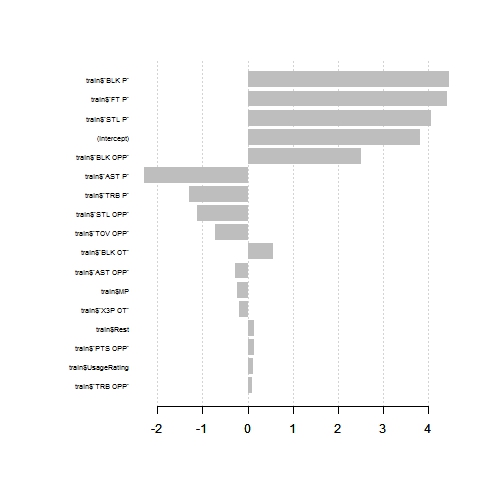 train$`BLK P`
train$`FT P`
train$`STL P`
(Intercept)
train$`BLK OPP`
train$`AST P`
train$`TRB P`
train$`STL OPP`
train$`TOV OPP`
train$`BLK OT`
train$`AST OPP`
train$MP
train$`X3P OT`
train$Rest
train$`PTS OPP`
train$UsageRating
train$`TRB OPP`
-2 -1 0 1 2 3 4